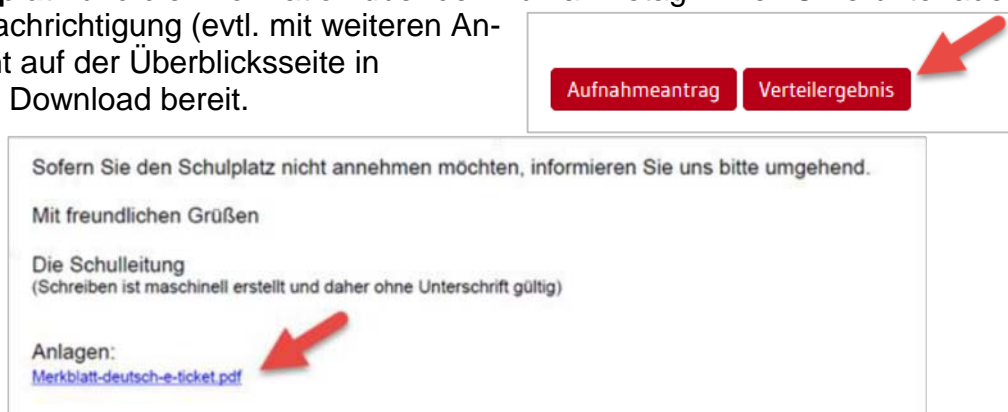 achrichtigung (evtl. mit weiteren An-
t auf der Überblicksseite in
Download bereit.
Aufnahmeantrag Verteilergebnis
Sofern Sie den Schulplatz nicht annehmen möchten, informieren Sie uns bitte umgehend.
Mit freundlichen Grüßen
Die Schulleitung
(Schreiben ist maschinell erstellt und daher ohne Unterschrift gültig)
Anlagen:
Merkblatt-deutsch-e-ticket.pdf